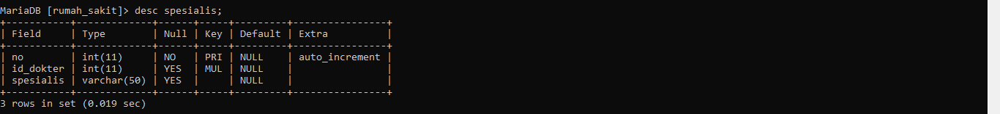 MariaDB [rumah_sakit]> desc spesialis;
+-----------+-------------+------+-----+---------+----------------+
| Field     | Type        | Null | Key | Default | Extra          |
+-----------+-------------+------+-----+---------+----------------+
| no        | int(11)     | NO   | PRI | NULL    | auto_increment |
| id_dokter | int(11)     | YES  | MUL | NULL    |                |
| spesialis | varchar(50) | YES  |     | NULL    |                |
+-----------+-------------+------+-----+---------+----------------+
3 rows in set (0.019 sec)